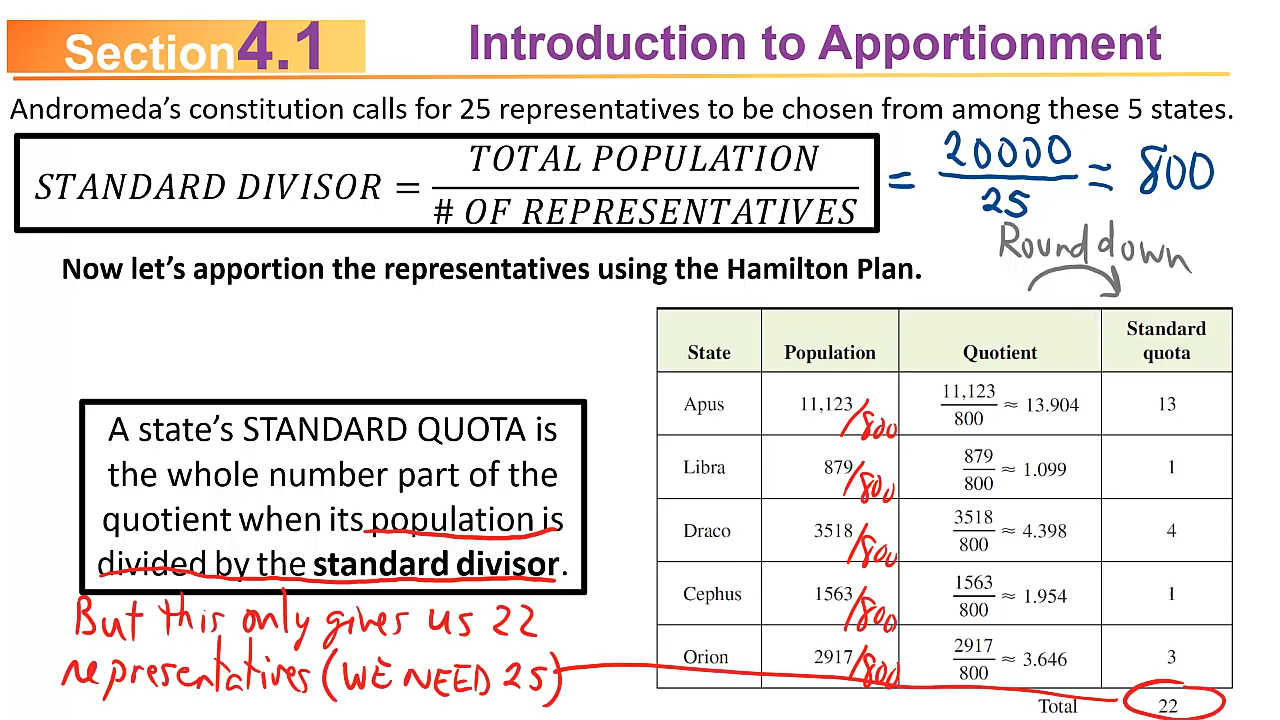 Section 4.1 Introduction to Apportionment
Andromeda's constitution calls for 25 representatives to be chosen from among these 5 states.
STANDARD DIVISOR = TOTAL POPULATION / # OF REPRESENTATIVES = 20000 / 25 = 800
Round down
Now let's apportion the representatives using the Hamilton Plan.
A state's STANDARD QUOTA is
the whole number part of the
quotient when its population is
divided by the standard divisor.
But this only gives us 22
representatives (WE NEED 25)
State Population Quotient Standard quota
Apus 11,123 /800 11,123/800 ≈ 13.904 13
Libra 879 /800 879/800 ≈ 1.099 1
Draco 3518 /800 3518/800 ≈ 4.398 4
Cephus 1563 /800 1563/800 ≈ 1.954 1
Orion 2917 /800 2917/800 ≈ 3.646 3
Total 22